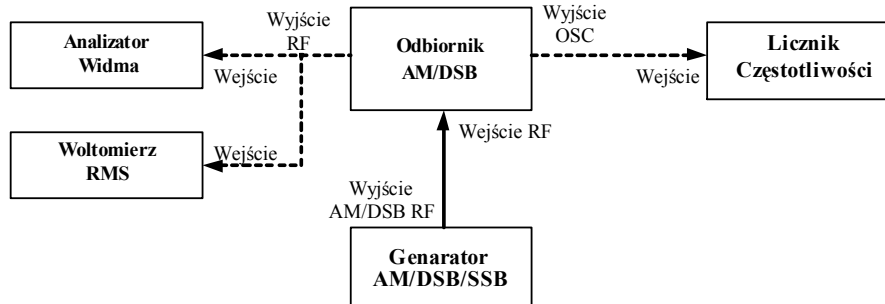 Analizator
Widma
Wyjście
RF
Wejście
Odbiornik
AM/DSB
Wyjście
OSC
Wejście
Licznik
Częstotliwości
Woltomierz
RMS
Wejście
Wejście RF
Wyjście
AM/DSB RF
Genarator
AM/DSB/SSB